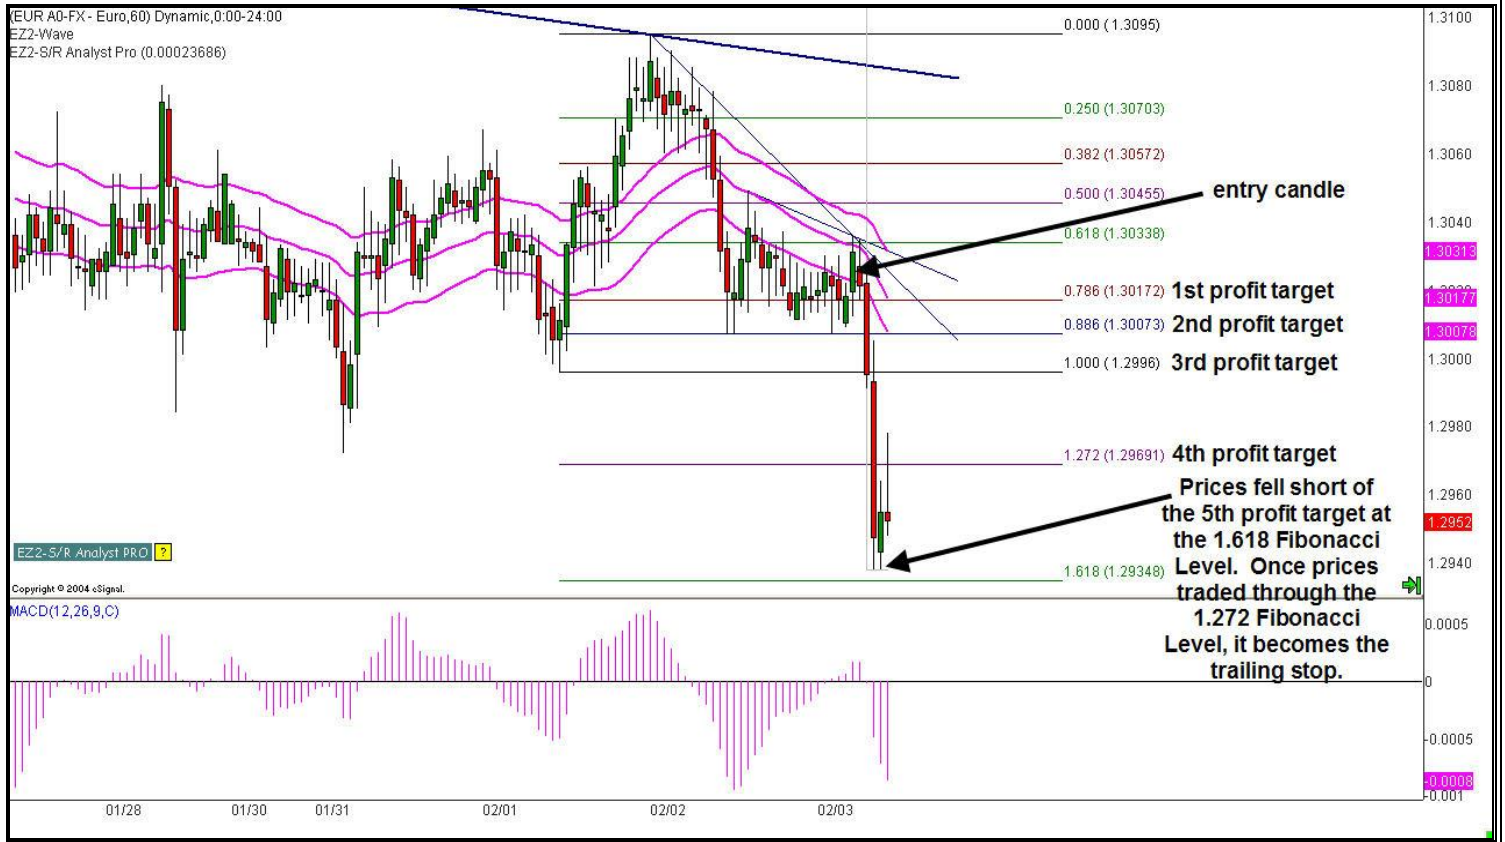 (EUR A0-FX - Euro,60) Dynamic,0:00-24:00
EZ2-Wave
EZ2-S/R Analyst Pro (0.00023686)
0.000 (1.3095)
0.250 (1.30703)
0.382 (1.30572)
0.500 (1.30455)
0.618 (1.30338)
0.786 (1.30172)
0.886 (1.30073)
1.000 (1.2996)
1.272 (1.29691)
1.618 (1.29348)
entry candle
1st profit target
2nd profit target
3rd profit target
4th profit target
Prices fell short of
the 5th profit target at
the 1.618 Fibonacci
Level. Once prices
traded through the
1.272 Fibonacci
Level, it becomes the
trailing stop.
1.3100
1.3080
1.3060
1.3040
1.30313
1.30177
1.30078
1.3000
1.2980
1.2960
1.2952
1.2940
EZ2-S/R Analyst PRO ?
Copyright © 2004 eSignal.
MACD(12,26,9,C)
0.0005
0
-0.0005
-0.0008
-0.001
01/28
01/30
01/31
02/01
02/02
02/03